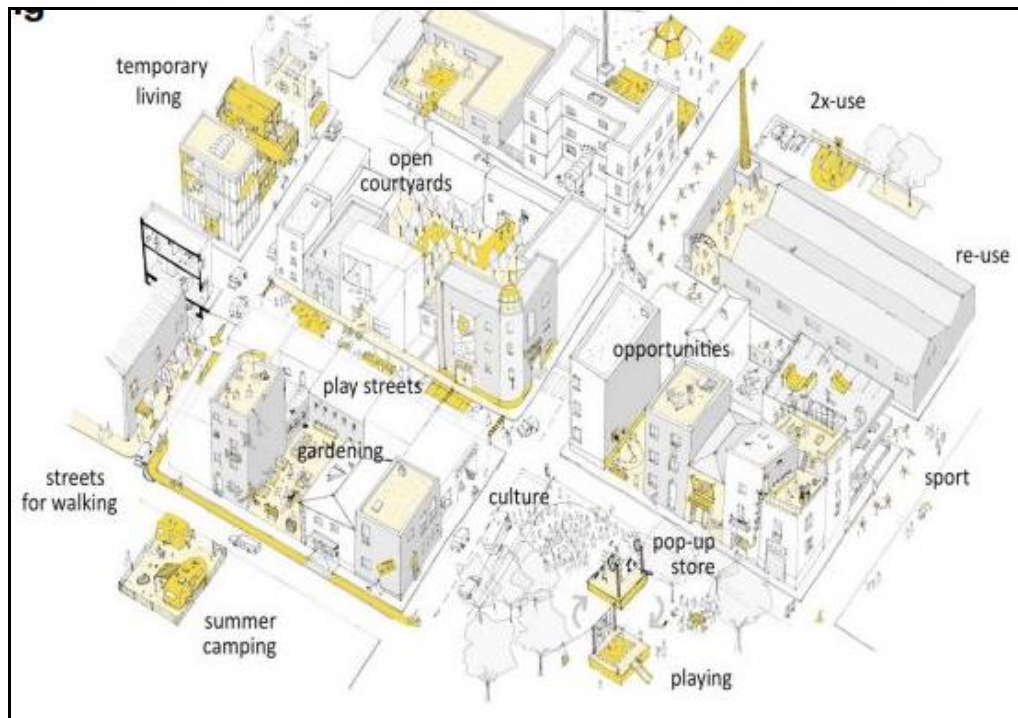 temporary
living
2x-use
open
courtyards
re-use
opportunities
play streets
gardening
streets
for walking
culture
sport
pop-up
store
summer
camping
playing